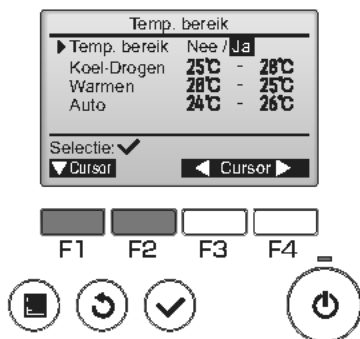 Temp. bereik
Temp. bereik Nee / Ja
Koel-Drogen 25℃ - 28℃
Warmen 20℃ - 25℃
Auto 24℃ - 26℃
Selectie:
Cursor Cursor
F1 F2 F3 F4